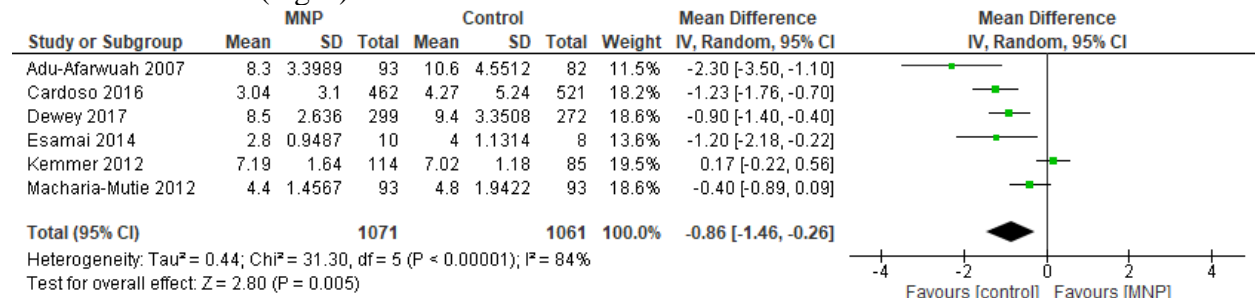 MNP Control Mean Difference Mean Difference
Study or Subgroup Mean SD Total Mean SD Total Weight IV, Random, 95% CI IV, Random, 95% CI
Adu-Afarwuah 2007 8.3 3.3989 93 10.6 4.5512 82 11.5% -2.30 [-3.50, -1.10]
Cardoso 2016 3.04 3.1 462 4.27 5.24 521 18.2% -1.23 [-1.76, -0.70]
Dewey 2017 8.5 2.636 299 9.4 3.3508 272 18.6% -0.90 [-1.40, -0.40]
Esamai 2014 2.8 0.9487 10 4 1.1314 8 13.6% -1.20 [-2.18, -0.22]
Kemmer 2012 7.19 1.64 114 7.02 1.18 85 19.5% 0.17 [-0.22, 0.56]
Macharia-Mutie 2012 4.4 1.4567 93 4.8 1.9422 93 18.6% -0.40 [-0.89, 0.09]
Total (95% CI) 1071 1061 100.0% -0.86 [-1.46, -0.26]
Heterogeneity: Tau² = 0.44; Chi² = 31.30, df = 5 (P < 0.00001); I² = 84%
Test for overall effect: Z = 2.80 (P = 0.005)
-4 -2 0 2 4
Favours [control] Favours [MNP]